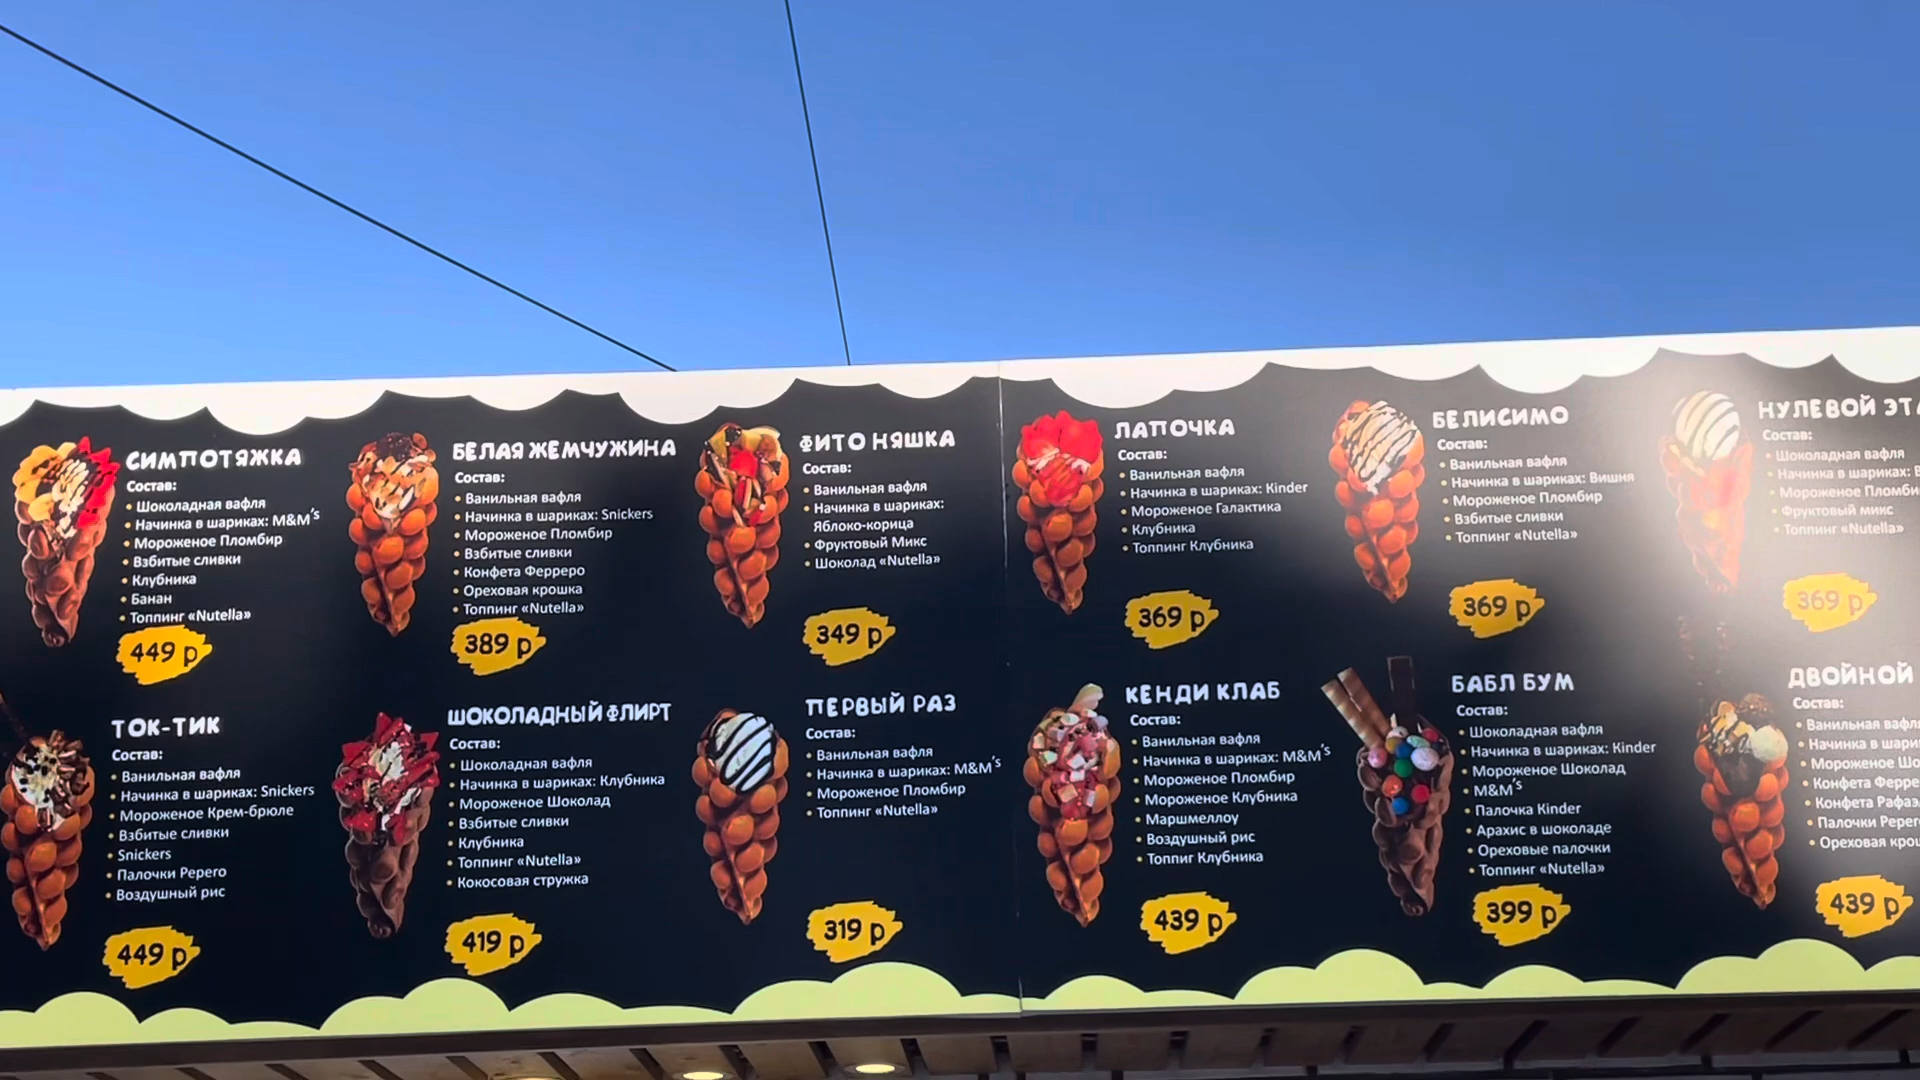 СИМПОТЯЖКА
Состав:
• Шоколадная вафля
• Начинка в шариках: M&M's
• Мороженое Пломбир
• Взбитые сливки
• Клубника
• Банан
• Топпинг «Nutella»
449 р
БЕЛАЯ ЖЕМЧУЖИНА
Состав:
• Ванильная вафля
• Начинка в шариках: Snickers
• Мороженое Пломбир
• Взбитые сливки
• Конфета Ферреро
• Ореховая крошка
• Топпинг «Nutella»
389 р
ФИТО НЯШКА
Состав:
• Ванильная вафля
• Начинка в шариках:
Яблоко-корица
• Фруктовый Микс
• Шоколад «Nutella»
349 р
ЛАПОЧКА
Состав:
• Ванильная вафля
• Начинка в шариках: Kinder
• Мороженое Галактика
• Клубника
• Топпинг Клубника
369 р
БЕЛИСИМО
Состав:
• Ванильная вафля
• Начинка в шариках: Вишня
• Мороженое Пломбир
• Взбитые сливки
• Топпинг «Nutella»
369 р
НУЛЕВОЙ
Состав:
• Шоколадная вафля
• Начинка в шариках:
• Мороженое
• Фруктовый микс
• Топпинг «Nutella»
369 р
ТОК-ТИК
Состав:
• Ванильная вафля
• Начинка в шариках: Snickers
• Мороженое Крем-брюле
• Взбитые сливки
• Snickers
• Палочки Pepero
• Воздушный рис
449 р
ШОКОЛАДНЫЙ ФЛИРТ
Состав:
• Шоколадная вафля
• Начинка в шариках: Клубника
• Мороженое Шоколад
• Взбитые сливки
• Клубника
• Топпинг «Nutella»
• Кокосовая стружка
419 р
ПЕРВЫЙ РАЗ
Состав:
• Ванильная вафля
• Начинка в шариках: M&M's
• Мороженое Пломбир
• Топпинг «Nutella»
319 р
КЕНДИ КЛАБ
Состав:
• Ванильная вафля
• Начинка в шариках: M&M's
• Мороженое Пломбир
• Мороженое Клубника
• Маршмеллоу
• Воздушный рис
• Топпиг Клубника
439 р
БАБЛ БУМ
Состав:
• Шоколадная вафля
• Начинка в шариках: Kinder
• Мороженое Шоколад
• M&M's
• Палочка Kinder
• Арахис в шоколаде
• Ореховые палочки
• Топпинг «Nutella»
399 р
ДВОЙНОЙ
Состав:
• Ванильная
• Начинка в
• Мороженое
• Конфета
• Конфета
• Палочки
• Ореховая
439 р